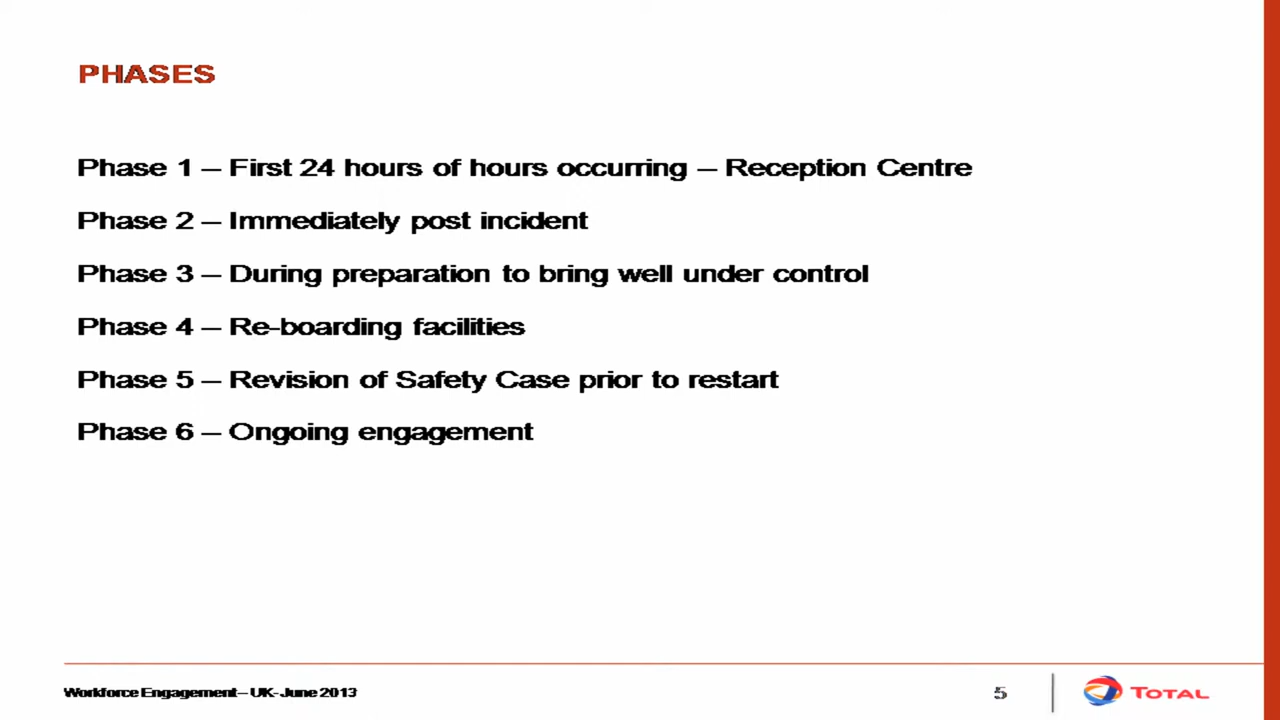 PHASES
Phase 1 – First 24 hours of hours occurring – Reception Centre
Phase 2 – Immediately post incident
Phase 3 – During preparation to bring well under control
Phase 4 – Re-boarding facilities
Phase 5 – Revision of Safety Case prior to restart
Phase 6 – Ongoing engagement
Workforce Engagement – UK- June 2013
5
TOTAL